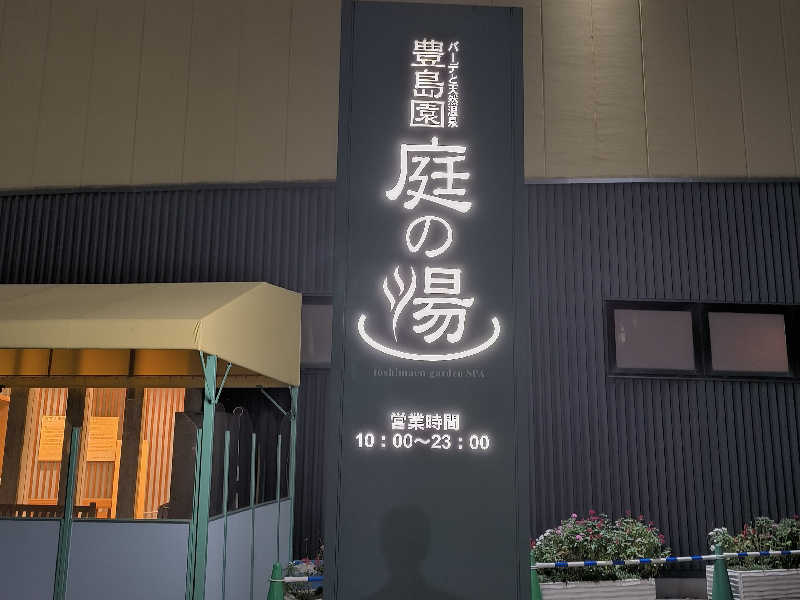 バーデと天然温泉
豊島園
庭の湯
toshimaen garden SPA
営業時間
10：00～23：00